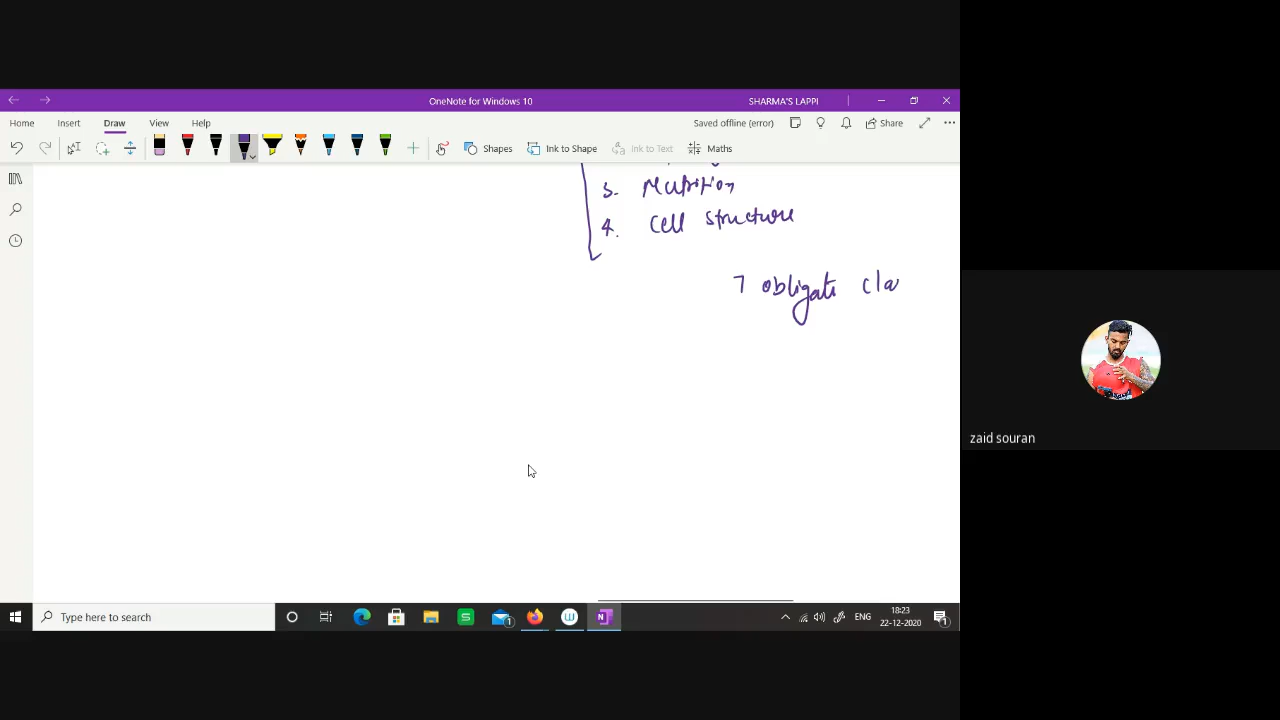 OneNote for Windows 10
SHARMA'S LAPPI
Home Insert Draw View Help
Saved offline (error)
Share
Shapes
Ink to Shape
Ink to Text
Maths
3. Nutrition
4. Cell structure
7 obligate cla
zaid souran
Type here to search
ENG
18:23
22-12-2020